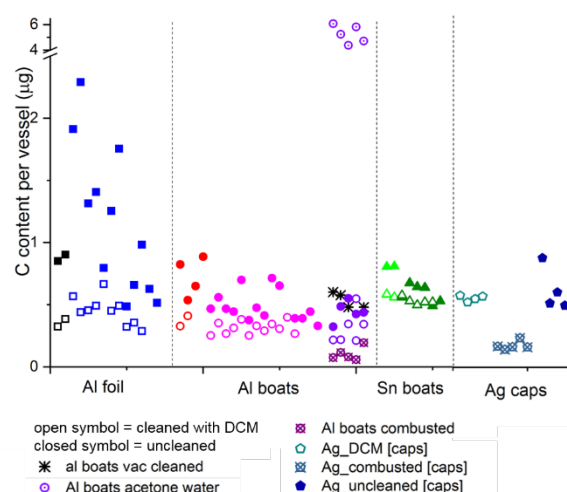 C content per vessel (µg)
6
4
2
1
0
Al foil
Al boats
Sn boats
Ag caps
open symbol = cleaned with DCM
closed symbol = uncleaned
al boats vac cleaned
Al boats acetone water
Al boats combusted
Ag_DCM [caps]
Ag_combusted [caps]
Ag_uncleaned [caps]